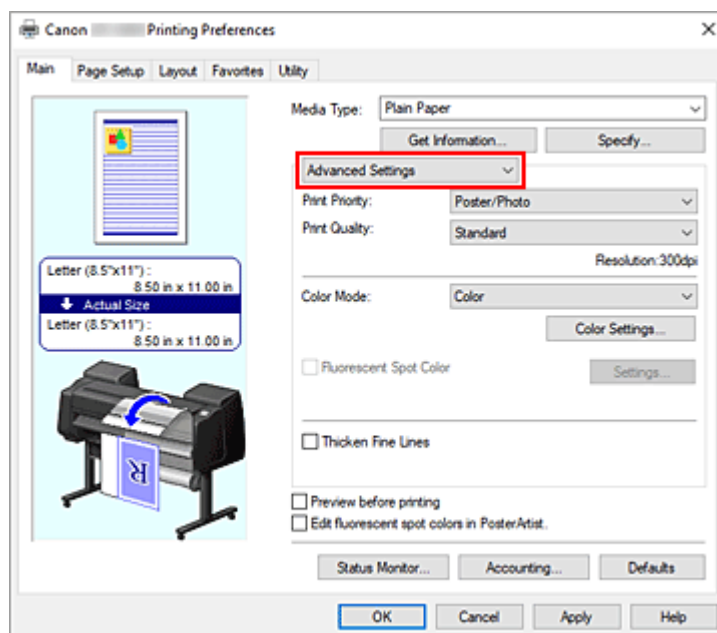 Canon Printing Preferences
Main Page Setup Layout Favorites Utility
Media Type: Plain Paper
Get Information... Specify...
Advanced Settings
Print Priority: Poster/Photo
Print Quality: Standard
Resolution:300dpi
Letter (8.5"x11") :
8.50 in x 11.00 in
Actual Size
Letter (8.5"x11") :
8.50 in x 11.00 in
Color Mode: Color
Color Settings...
Fluorescent Spot Color Settings...
Thicken Fine Lines
R
Preview before printing
Edit fluorescent spot colors in PosterArtist.
Status Monitor... Accounting... Defaults
OK Cancel Apply Help